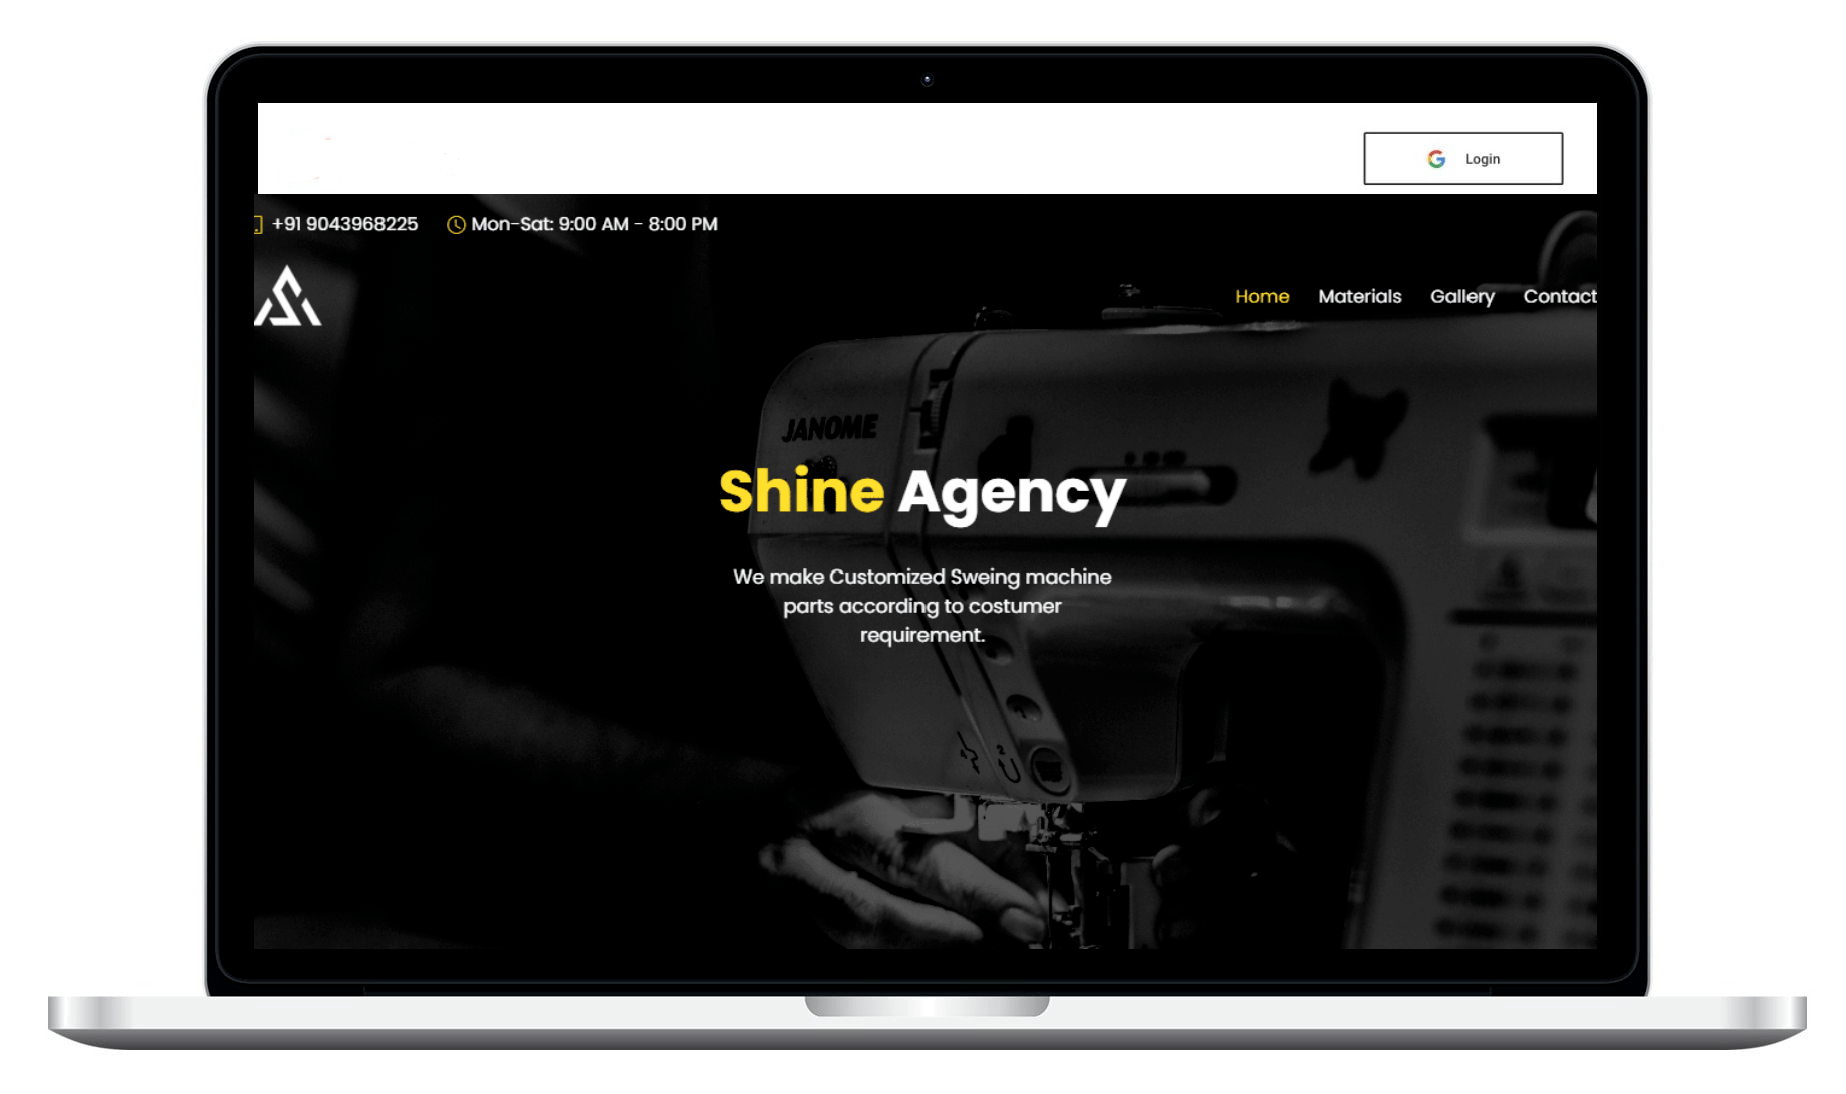 Login
+91 9043968225 Mon-Sat: 9:00 AM - 8:00 PM
Home Materials Gallery Contact
JANOME
Shine Agency
We make Customized Sweing machine
parts according to costumer
requirement.
2